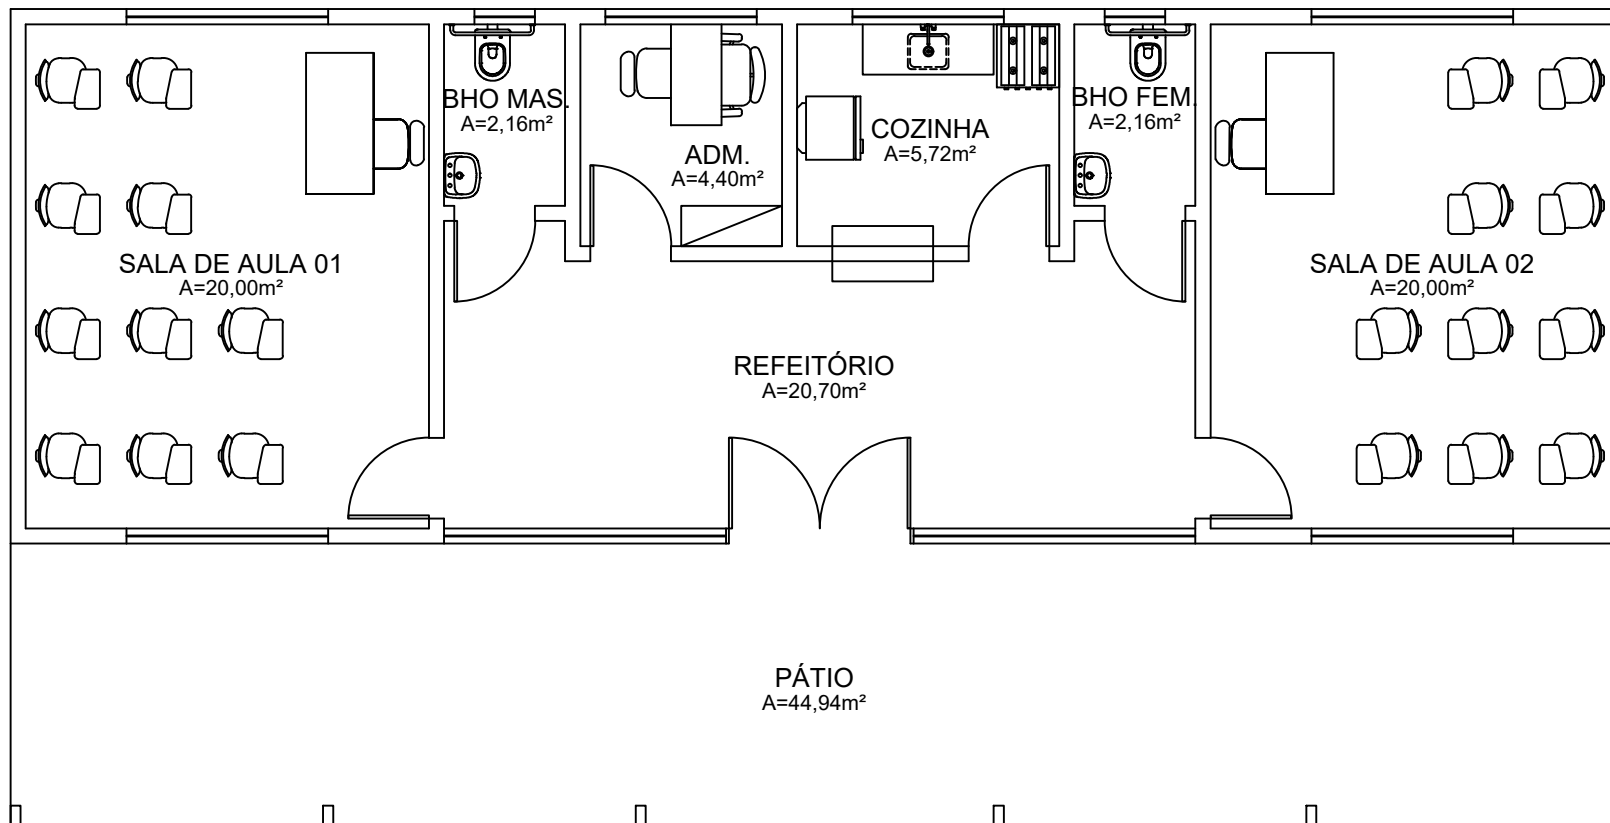 BHO MAS.
A=2,16m²
ADM.
A=4,40m²
COZINHA
A=5,72m²
BHO FEM.
A=2,16m²
SALA DE AULA 01
A=20,00m²
SALA DE AULA 02
A=20,00m²
REFEITÓRIO
A=20,70m²
PÁTIO
A=44,94m²